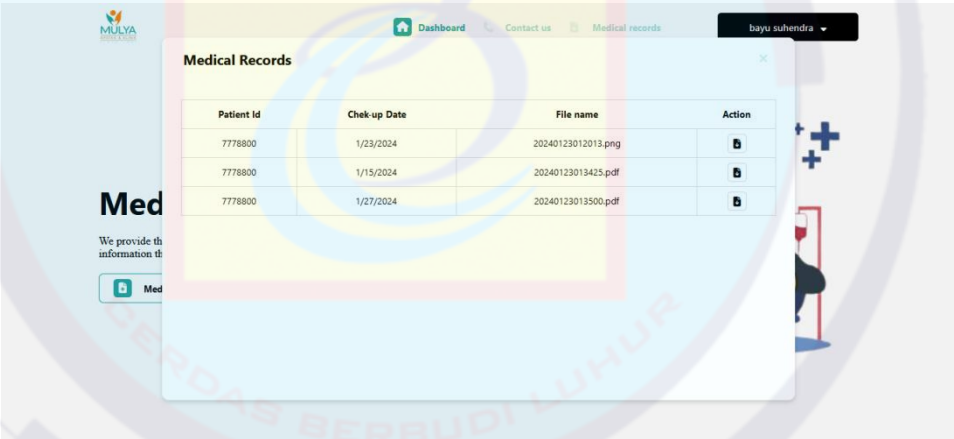 MULYA
Dashboard Contact us Medical records bayu suhendra
Medical Records ×
Patient Id Chek-up Date File name Action
7778800 1/23/2024 20240123012013.png
7778800 1/15/2024 20240123013425.pdf
7778800 1/27/2024 20240123013500.pdf
Med
We provide th
information th
Med
CERDAS BERBUDI LUHUR